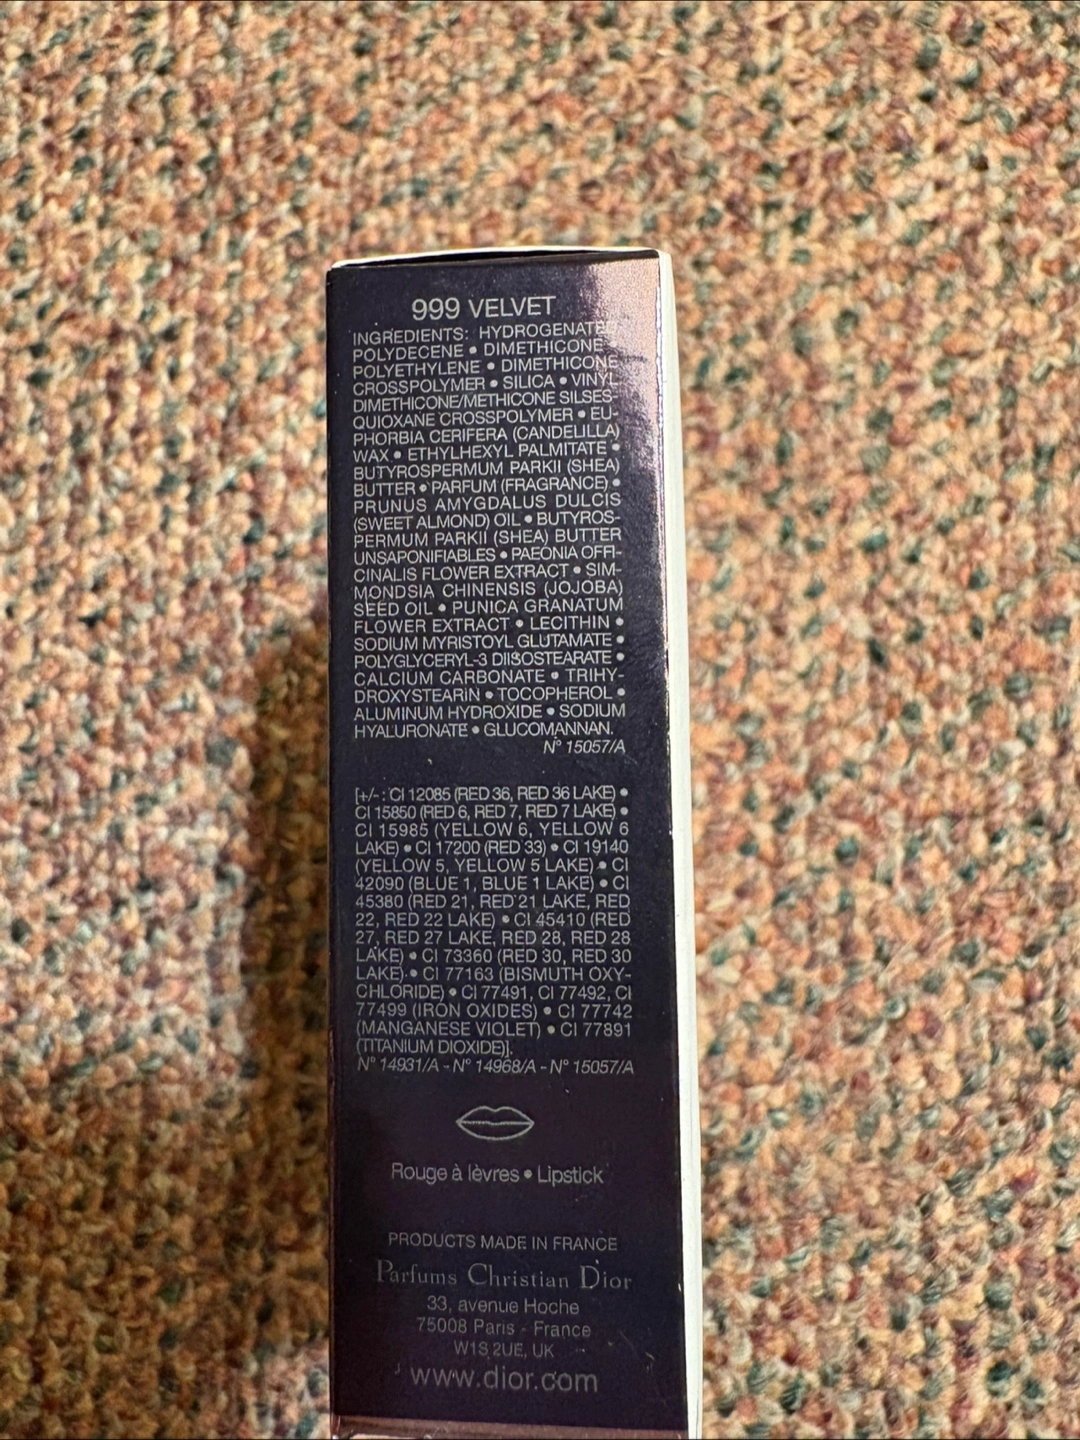 999 VELVET
INGREDIENTS: HYDROGENATED
POLYDECENE • DIMETHICONE •
POLYETHYLENE • DIMETHICONE
CROSSPOLYMER • SILICA • VINYL
DIMETHICONE/METHICONE SILSES-
QUIOXANE CROSSPOLYMER • EU-
PHORBIA CERIFERA (CANDELILLA)
WAX • ETHYLHEXYL PALMITATE •
BUTYROSPERMUM PARKII (SHEA)
BUTTER • PARFUM (FRAGRANCE) •
PRUNUS AMYGDALUS DULCIS
(SWEET ALMOND) OIL • BUTYROS-
PERMUM PARKII (SHEA) BUTTER
UNSAPONIFIABLES • PAEONIA OFFI-
CINALIS FLOWER EXTRACT • SIM-
MONDSIA CHINENSIS (JOJOBA)
SEED OIL • PUNICA GRANATUM
FLOWER EXTRACT • LECITHIN •
SODIUM MYRISTOYL GLUTAMATE •
POLYGLYCERYL-3 DIISOSTEARATE •
CALCIUM CARBONATE • TRIHY-
DROXYSTEARIN • TOCOPHEROL •
ALUMINUM HYDROXIDE • SODIUM
HYALURONATE • GLUCOMANNAN.
N° 15057/A
[+/- : CI 12085 (RED 36, RED 36 LAKE) •
CI 15850 (RED 6, RED 7, RED 7 LAKE) •
CI 15985 (YELLOW 6, YELLOW 6
LAKE) • CI 17200 (RED 33) • CI 19140
(YELLOW 5, YELLOW 5 LAKE) • CI
42090 (BLUE 1, BLUE 1 LAKE) • CI
45380 (RED 21, RED 21 LAKE, RED
22, RED 22 LAKE) • CI 45410 (RED
27, RED 27 LAKE, RED 28, RED 28
LAKE) • CI 73360 (RED 30, RED 30
LAKE) • CI 77163 (BISMUTH OXY-
CHLORIDE) • CI 77491, CI 77492, CI
77499 (IRON OXIDES) • CI 77742
(MANGANESE VIOLET) • CI 77891
(TITANIUM DIOXIDE)].
N° 14931/A - N° 14968/A - N° 15057/A
Rouge à lèvres • Lipstick
PRODUCTS MADE IN FRANCE
Parfums Christian Dior
33, avenue Hoche
75008 Paris - France
W1S 2UE, UK
www.dior.com